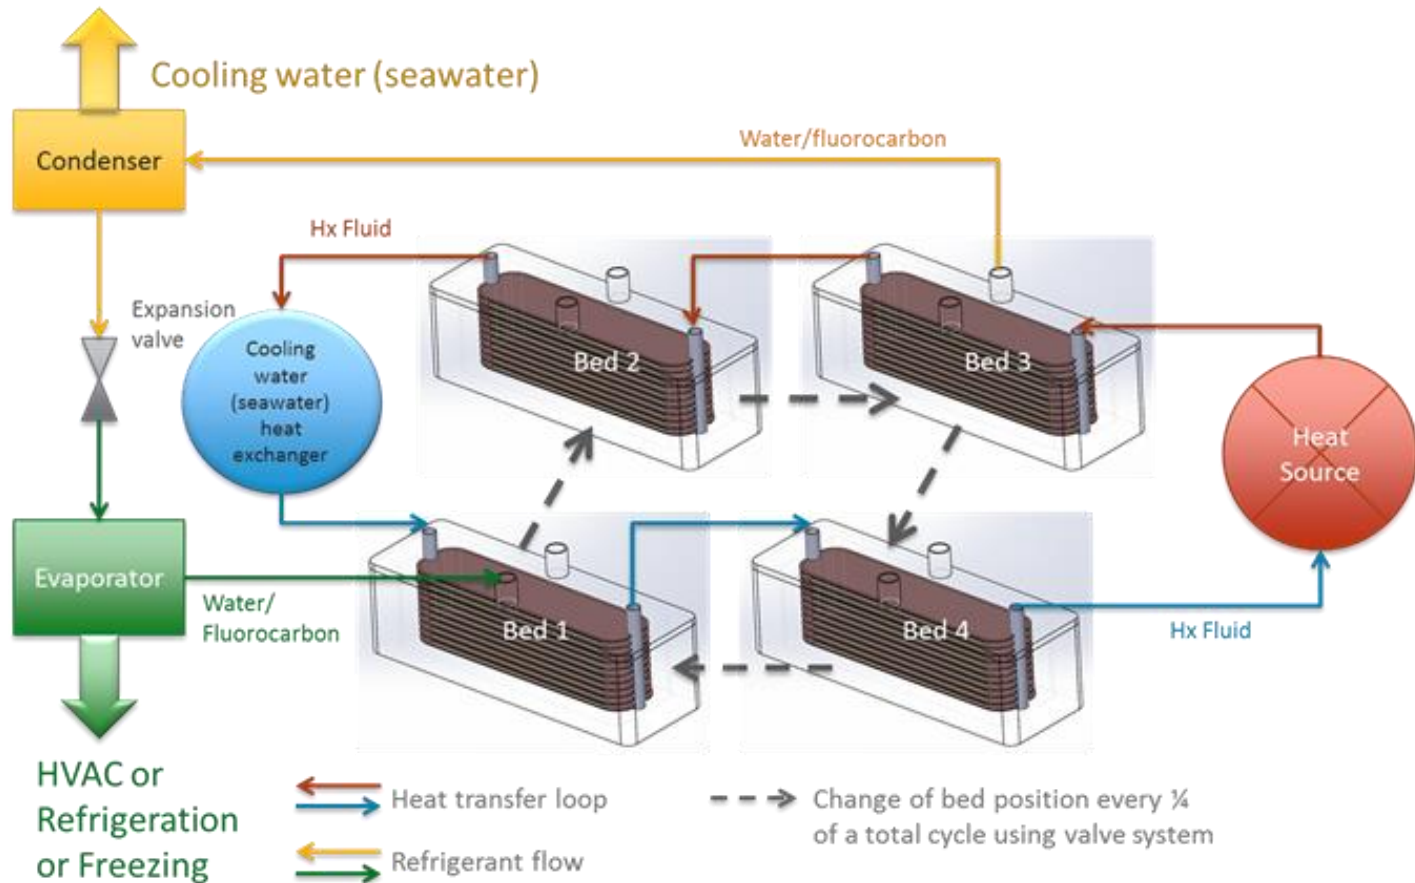 Cooling water (seawater)
Condenser
Water/fluorocarbon
Hx Fluid
Expansion
valve
Cooling
water
(seawater)
heat
exchanger
Bed 2
Bed 3
Heat
Source
Evaporator
Water/
Fluorocarbon
Bed 1
Bed 4
Hx Fluid
HVAC or
Refrigeration
or Freezing
Heat transfer loop
Refrigerant flow
Change of bed position every ¼
of a total cycle using valve system